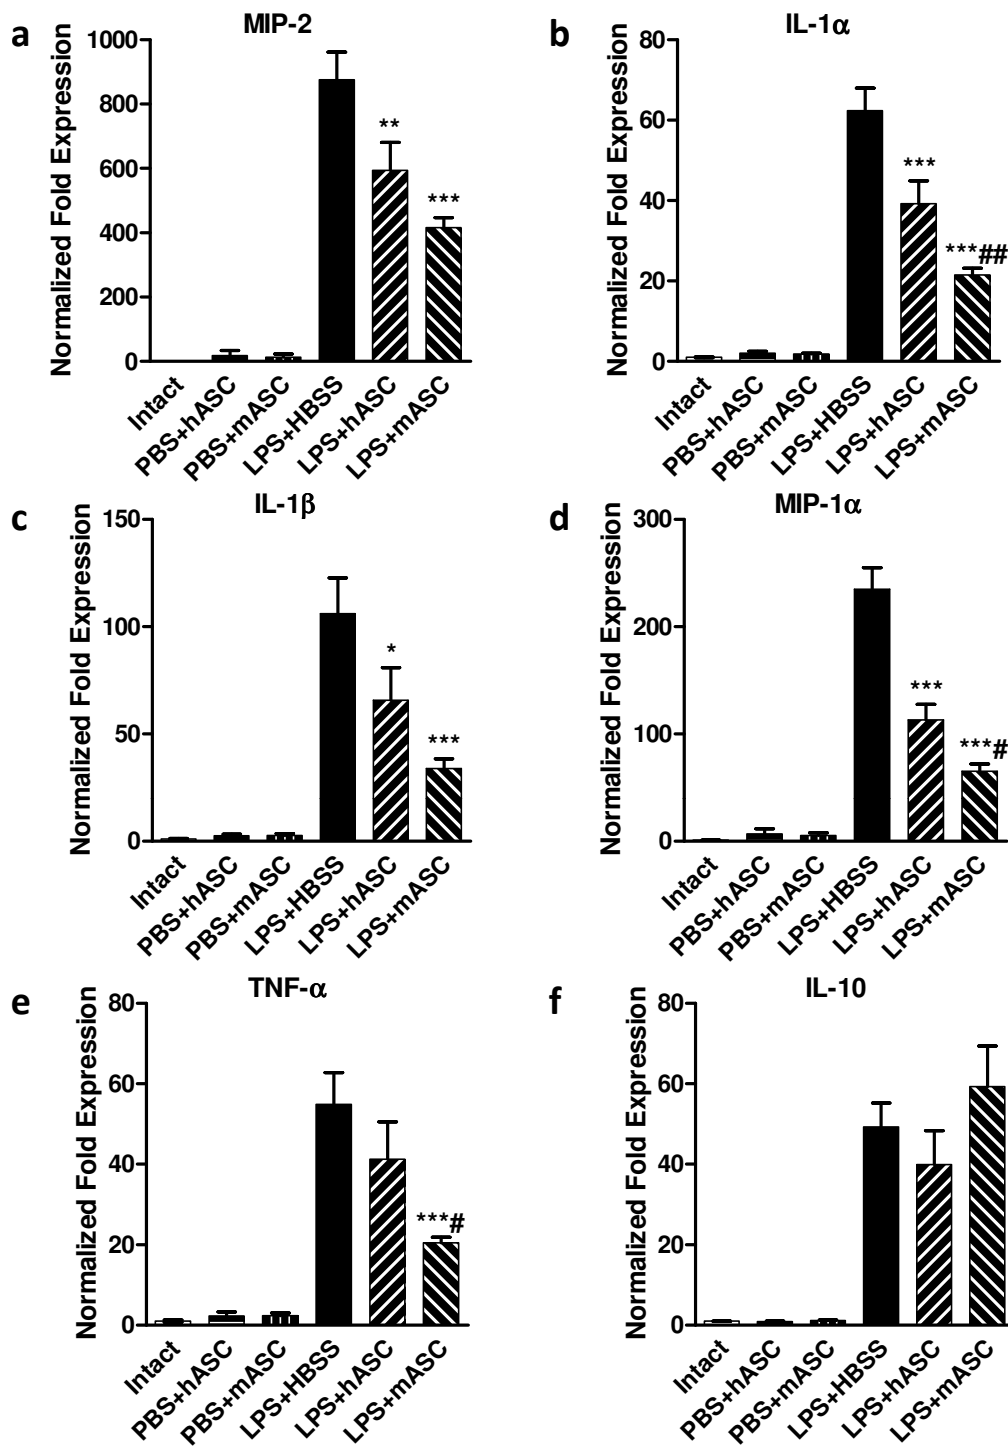 a
MIP-2
Normalized Fold Expression
1000
800
600
400
200
0
**
***
Intact
PBS+hASC
PBS+mASC
LPS+HBSS
LPS+hASC
LPS+mASC
b
IL-1α
Normalized Fold Expression
80
60
40
20
0
***
***##
Intact
PBS+hASC
PBS+mASC
LPS+HBSS
LPS+hASC
LPS+mASC
c
IL-1β
Normalized Fold Expression
150
100
50
0
*
***
Intact
PBS+hASC
PBS+mASC
LPS+HBSS
LPS+hASC
LPS+mASC
d
MIP-1α
Normalized Fold Expression
300
200
100
0
***
***#
Intact
PBS+hASC
PBS+mASC
LPS+HBSS
LPS+hASC
LPS+mASC
e
TNF-α
Normalized Fold Expression
80
60
40
20
0
***#
Intact
PBS+hASC
PBS+mASC
LPS+HBSS
LPS+hASC
LPS+mASC
f
IL-10
Normalized Fold Expression
80
60
40
20
0
Intact
PBS+hASC
PBS+mASC
LPS+HBSS
LPS+hASC
LPS+mASC